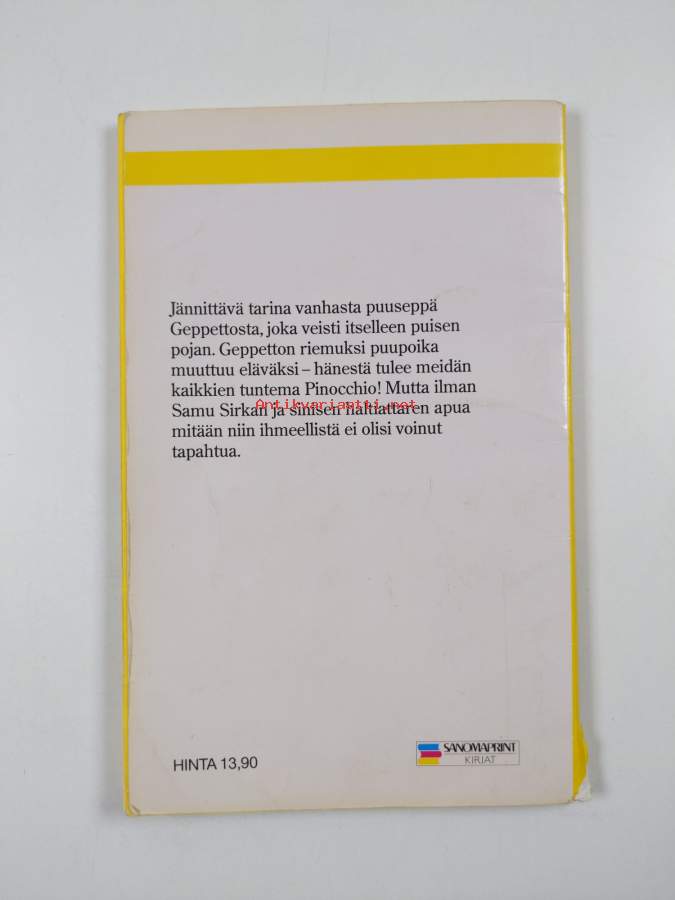 Jännittävä tarina vanhasta puuseppä
Geppettosta, joka veisti itselleen puisen
pojan. Geppetton riemuksi puupoika
muuttuu eläväksi – hänestä tulee meidän
kaikkien tuntema Pinocchio! Mutta ilman
Samu Sirkan ja sinisen haltiattaren apua
Antikvariaatti.net
mitään niin ihmeellistä ei olisi voinut
tapahtua.
HINTA 13,90
SANOMAPRINT
KIRJAT